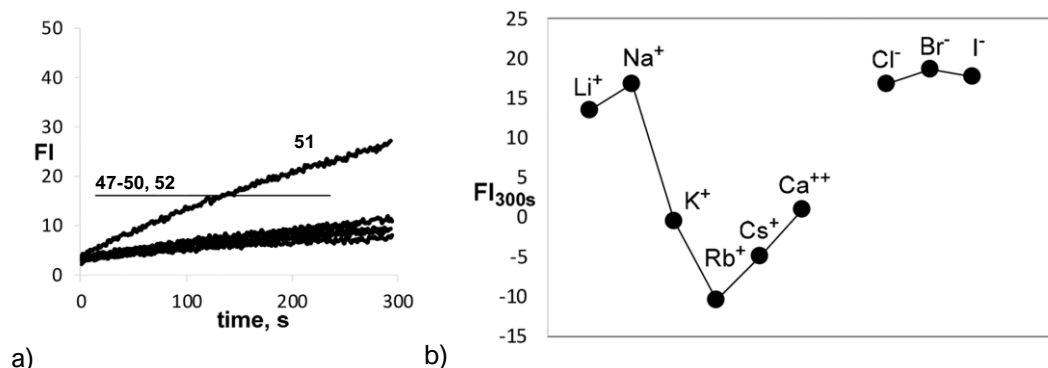 50
40
FI
30
20
10
0
51
47-50, 52
0
100
200
300
time, s
a)
25
20
15
10
5
0
-5
-10
-15
FI300s
Li+
Na+
K+
Rb+
Cs+
Ca++
Cl-
Br-
I-
b)